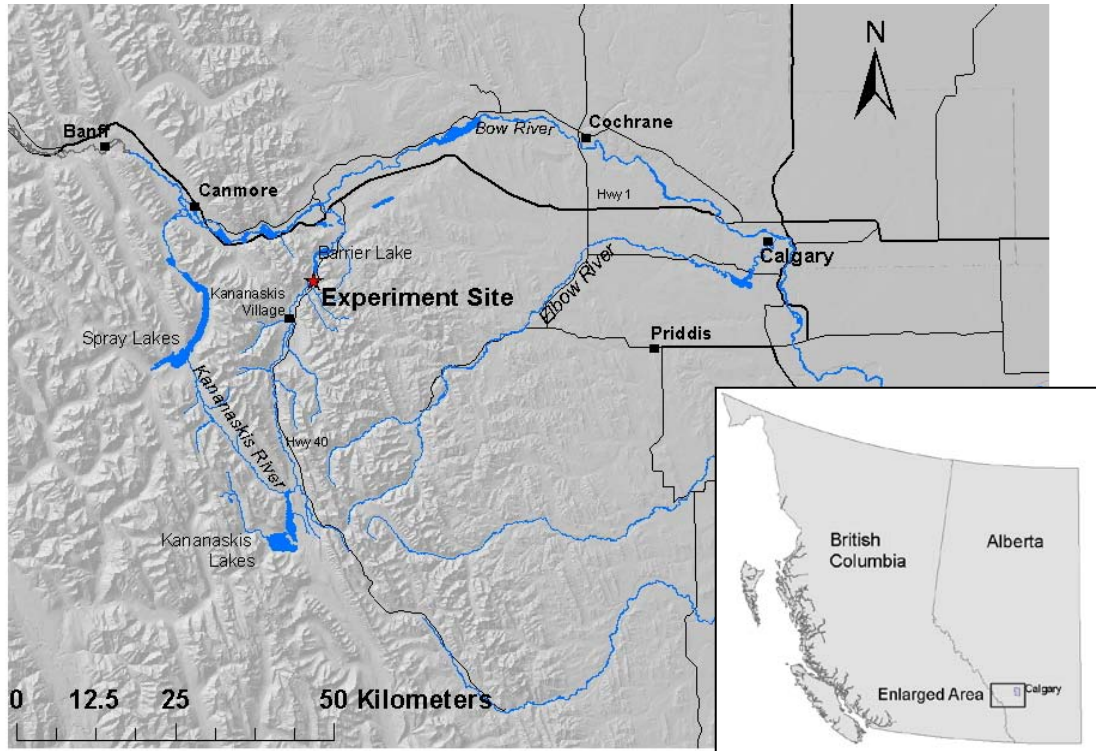 N
Banff
Bow River
Cochrane
Canmore
Hwy 1
Barrier Lake
Calgary
Elbow River
Kananaskis
Village
Experiment Site
Spray Lakes
Priddis
Kananaskis River
Hwy 40
Kananaskis
Lakes
British
Columbia
Alberta
Enlarged Area
Calgary
0 12.5 25 50 Kilometers